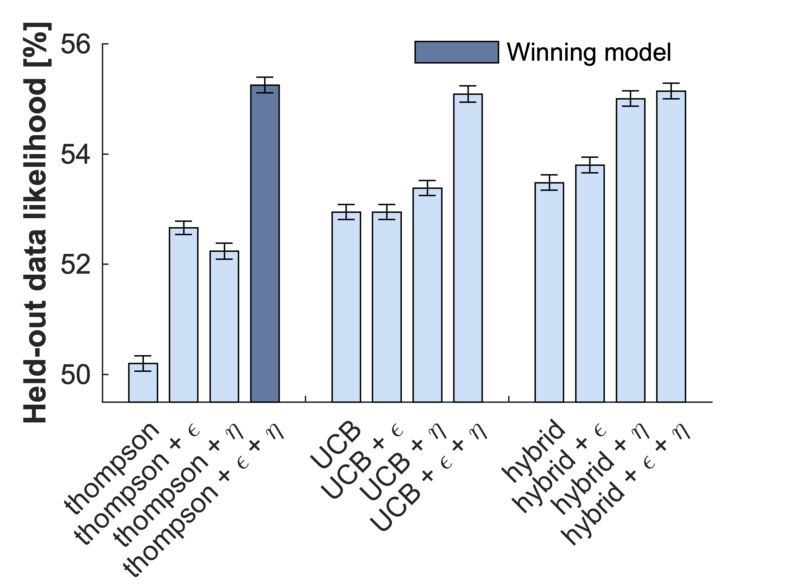 Held-out data likelihood [%]
56
54
52
50
Winning model
thompson
thompson + ϵ
thompson + η
thompson + ϵ + η
UCB
UCB + ϵ
UCB + η
UCB + ϵ + η
hybrid
hybrid + ϵ
hybrid + η
hybrid + ϵ + η